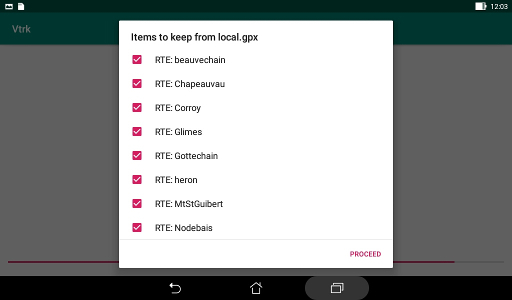 12:03
Vtrk
Items to keep from local.gpx
RTE: beauvechain
RTE: Chapeauvau
RTE: Corroy
RTE: Glimes
RTE: Gottechain
RTE: heron
RTE: MtStGuibert
RTE: Nodebais
PROCEED